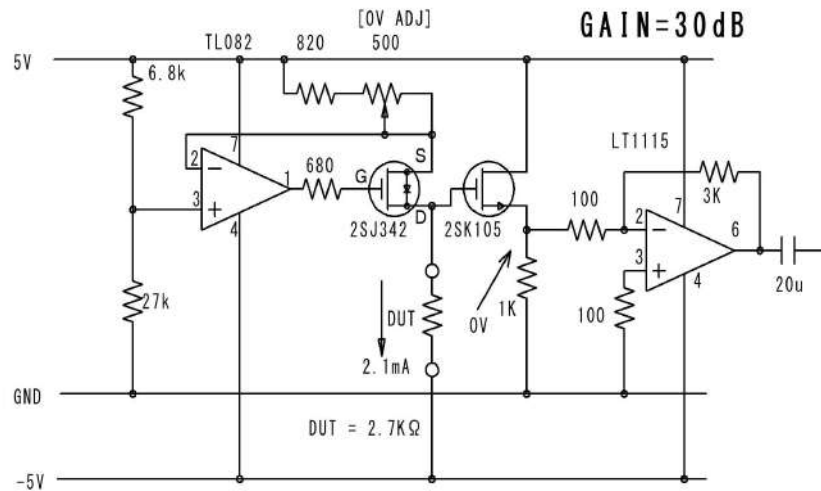 [0V ADJ]
GAIN=30dB
TL082
820
500
5V
6.8k
LT1115
7
2
−
1
680
S
G
D
3
+
4
2SJ342
2SK105
100
3K
7
2
−
6
3
+
4
27k
DUT
0V
1K
100
20u
2.1mA
GND
DUT = 2.7KΩ
-5V